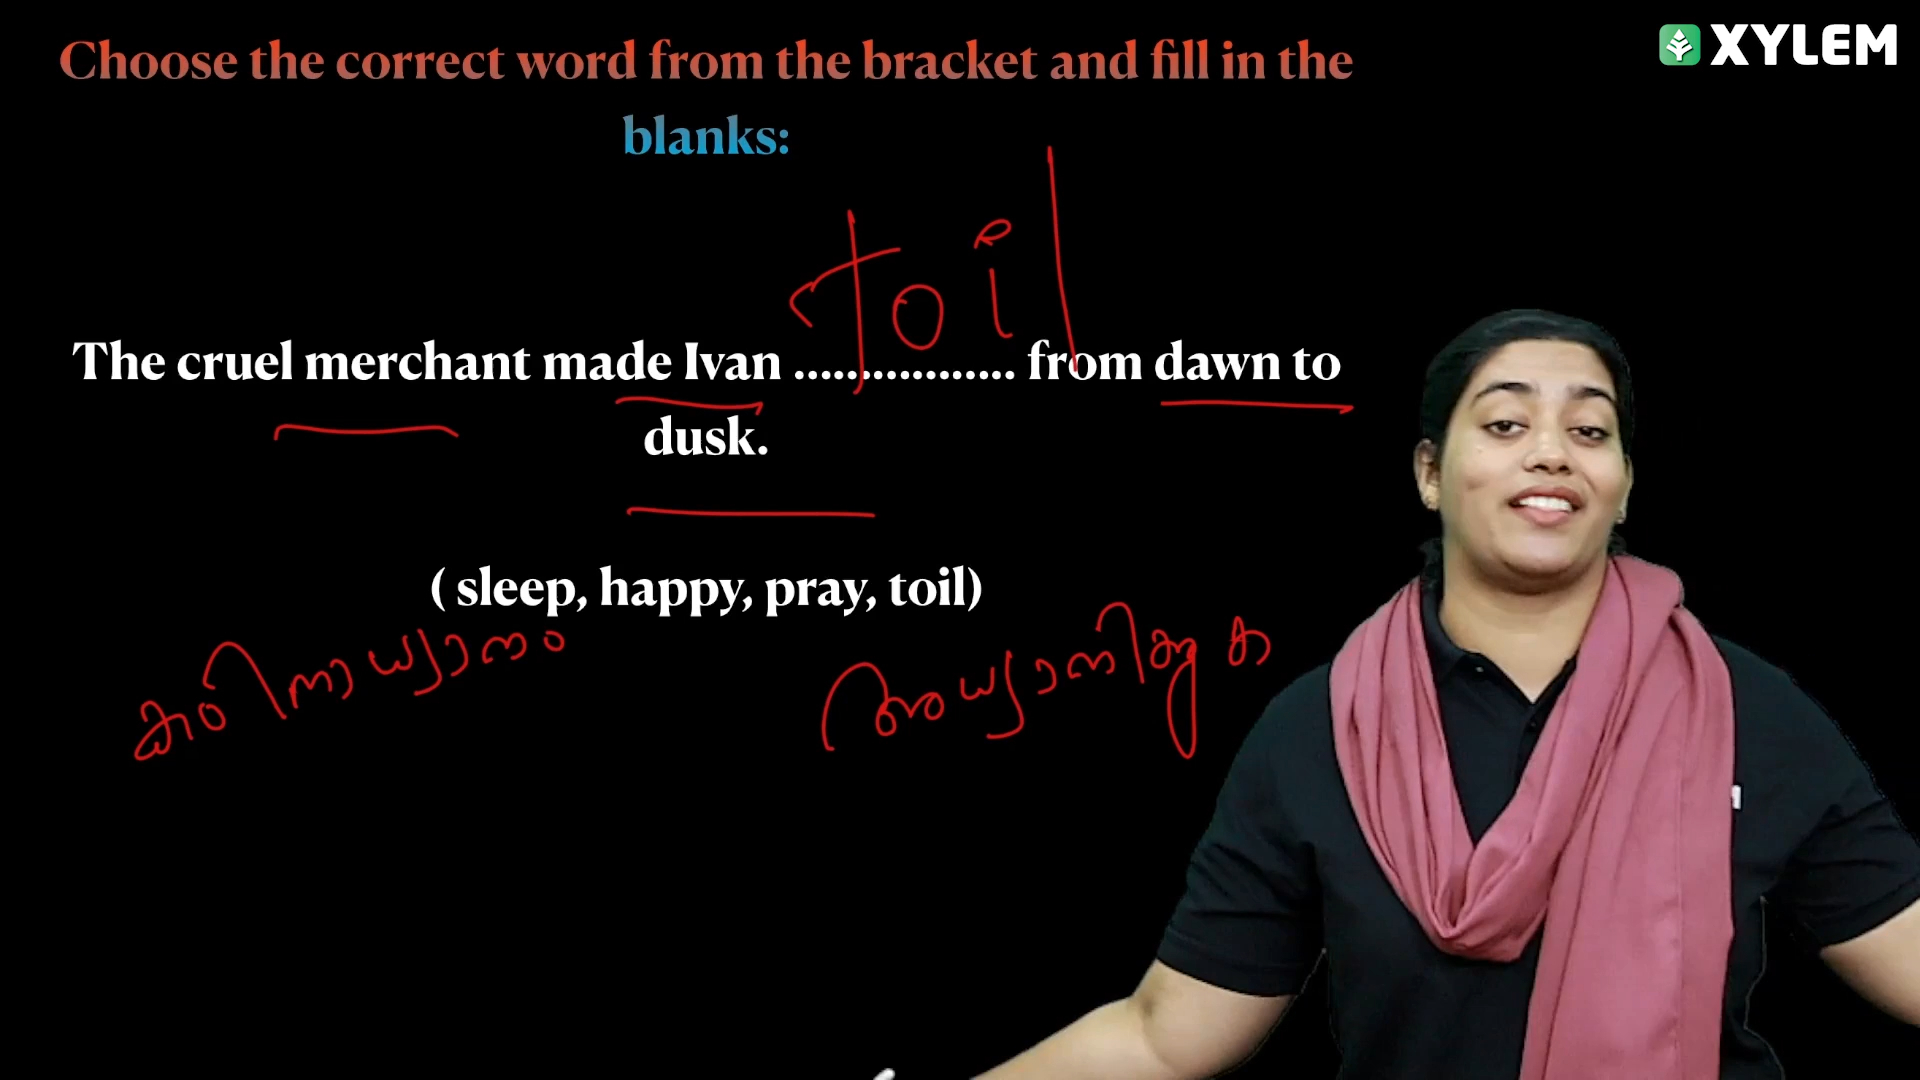 XYLEM
Choose the correct word from the bracket and fill in the
blanks:
toil
The cruel merchant made Ivan ................. from dawn to
dusk.
( sleep, happy, pray, toil)
കഠിനാധ്വാനം
അധ്വാനിക്കുക